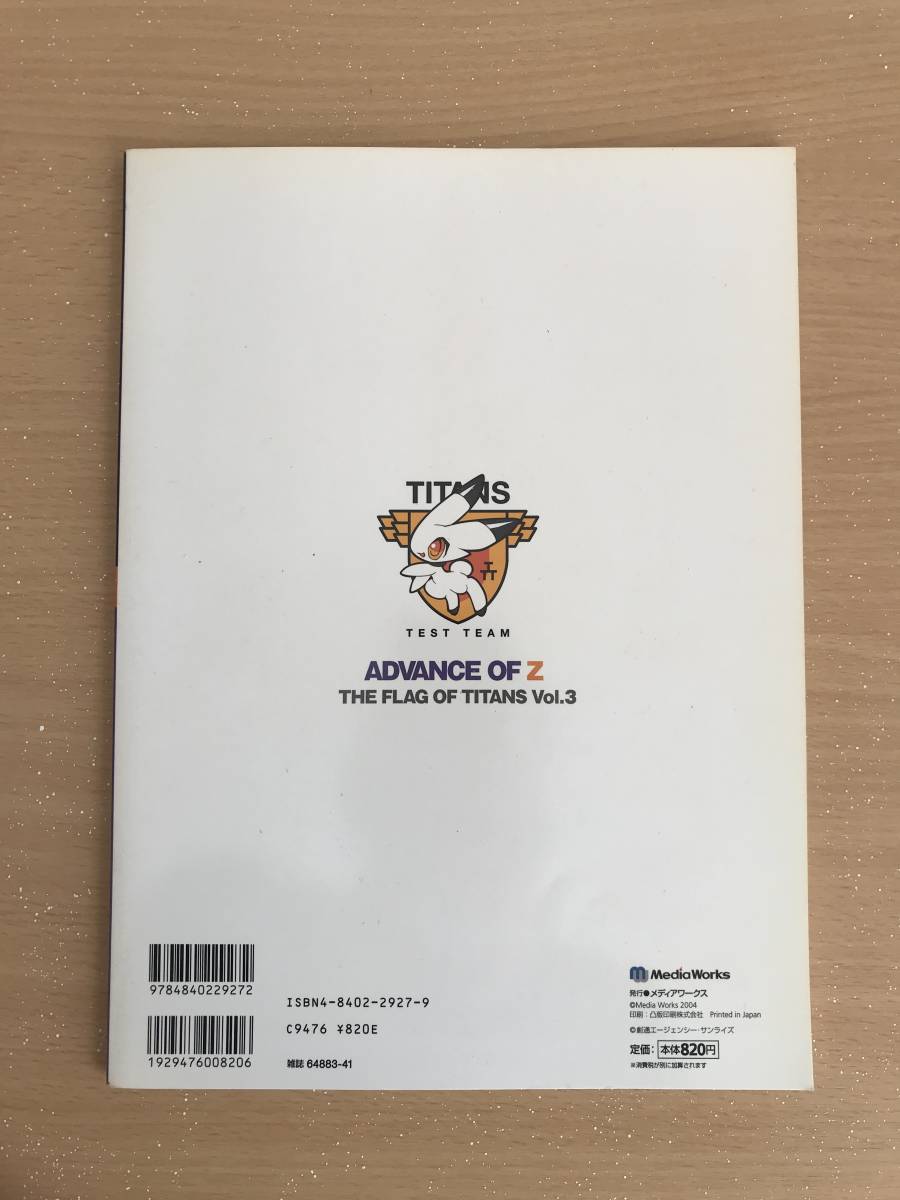 TITANS
TEST TEAM
ADVANCE OF Z
THE FLAG OF TITANS Vol.3
9784840229272
ISBN4-8402-2927-9
C9476 ¥820E
1929476008206
雑誌 64883-41
MediaWorks
発行●メディアワークス
©Media Works 2004
印刷:凸版印刷株式会社 Printed in Japan
©創通エージェンシー・サンライズ
定価:本体820円
※消費税が別に加算されます